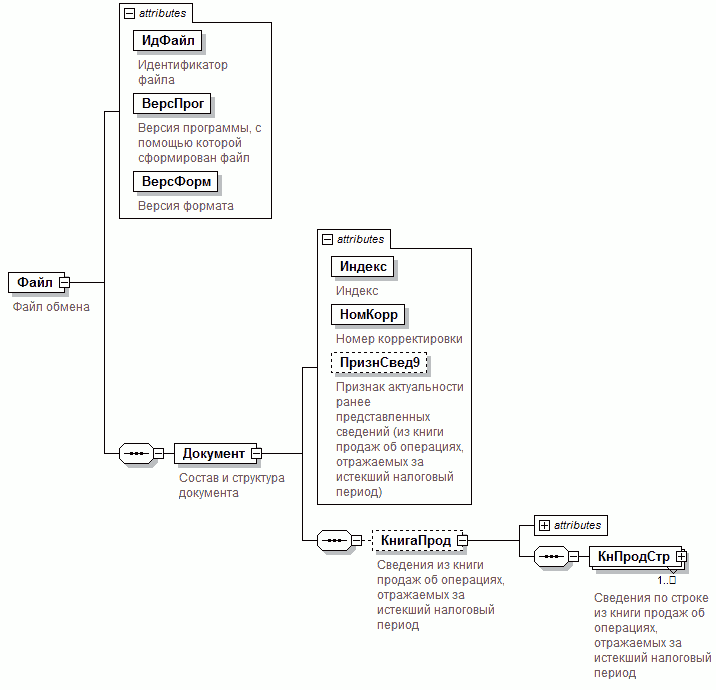 attributes
ИдФайл
Идентификатор
файла
ВерсПрог
Версия программы, с
помощью которой
сформирован файл
ВерсФорм
Версия формата
Файл
Файл обмена
attributes
Индекс
Индекс
НомКорр
Номер корректировки
ПризнСвед9
Признак актуальности
ранее
представленных
сведений (из книги
продаж об операциях,
отражаемых за
истекший налоговый
период)
Документ
Состав и структура
документа
КнигаПрод
Сведения из книги
продаж об операциях,
отражаемых за
истекший налоговый
период
attributes
КнПродСтр
1..□
Сведения по строке
из книги продаж об
операциях,
отражаемых за
истекший налоговый
период